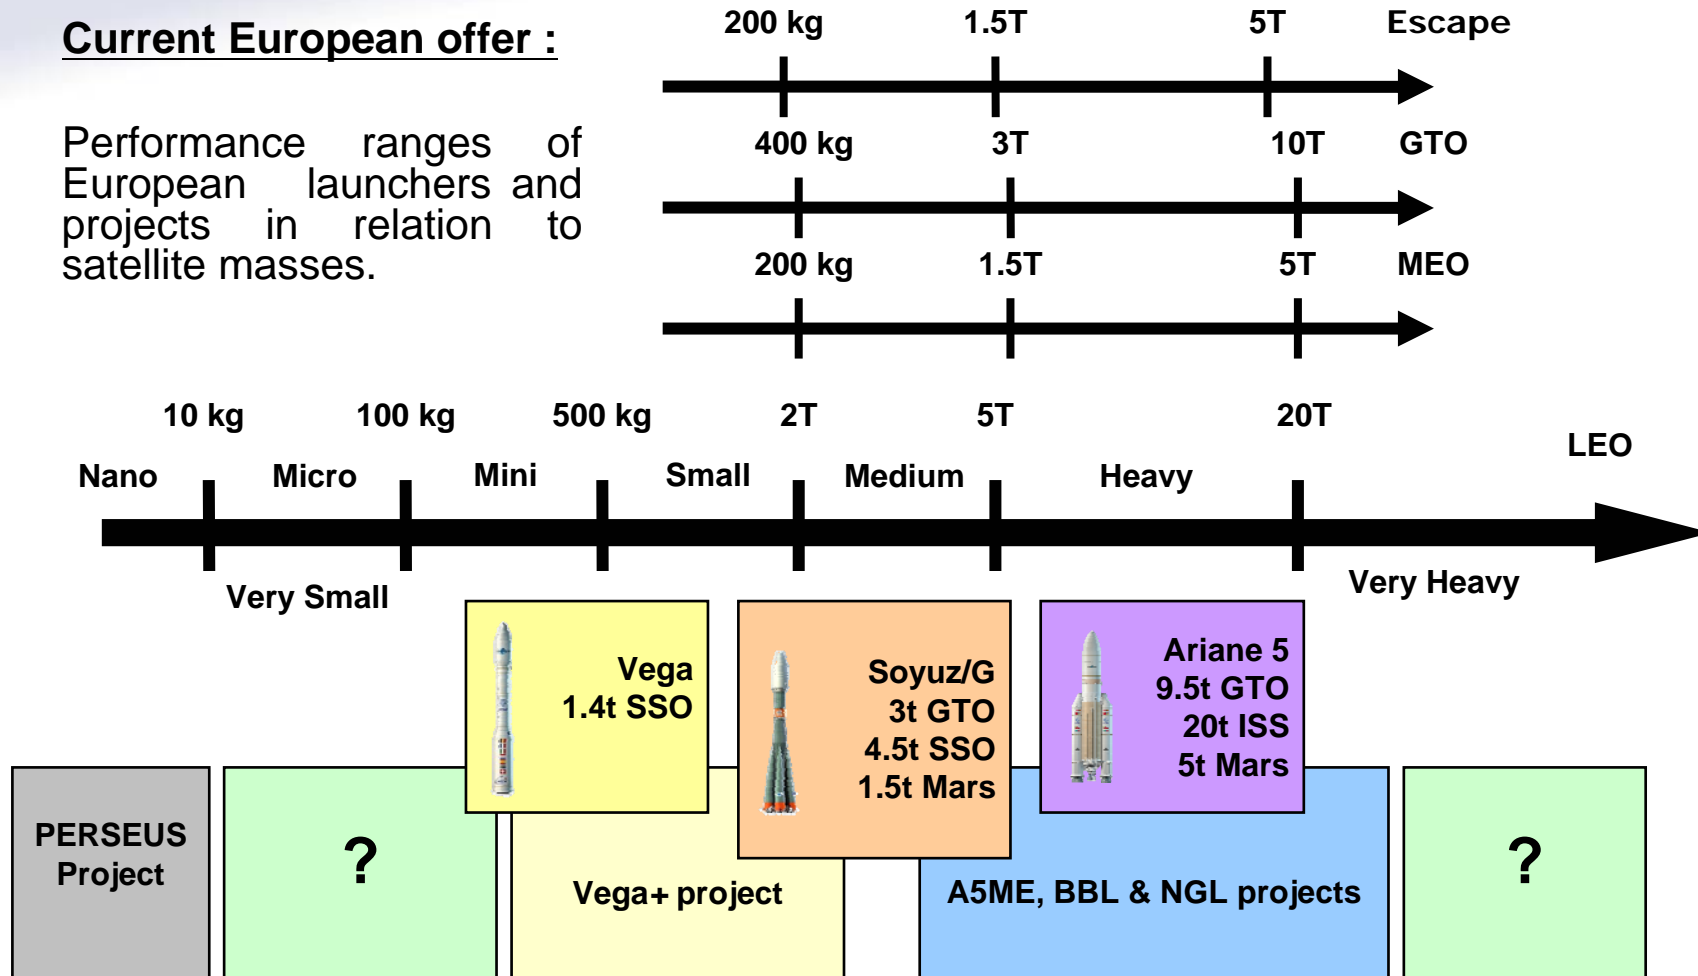 Current European offer :
Performance ranges of
European launchers and
projects in relation to
satellite masses.
200 kg 1.5T 5T Escape
400 kg 3T 10T GTO
200 kg 1.5T 5T MEO
10 kg 100 kg 500 kg 2T 5T 20T
LEO
Nano Micro Mini Small Medium Heavy
Very Small
Very Heavy
Vega
1.4t SSO
Soyuz/G
3t GTO
4.5t SSO
1.5t Mars
Ariane 5
9.5t GTO
20t ISS
5t Mars
PERSEUS
Project
?
Vega+ project
A5ME, BBL & NGL projects
?